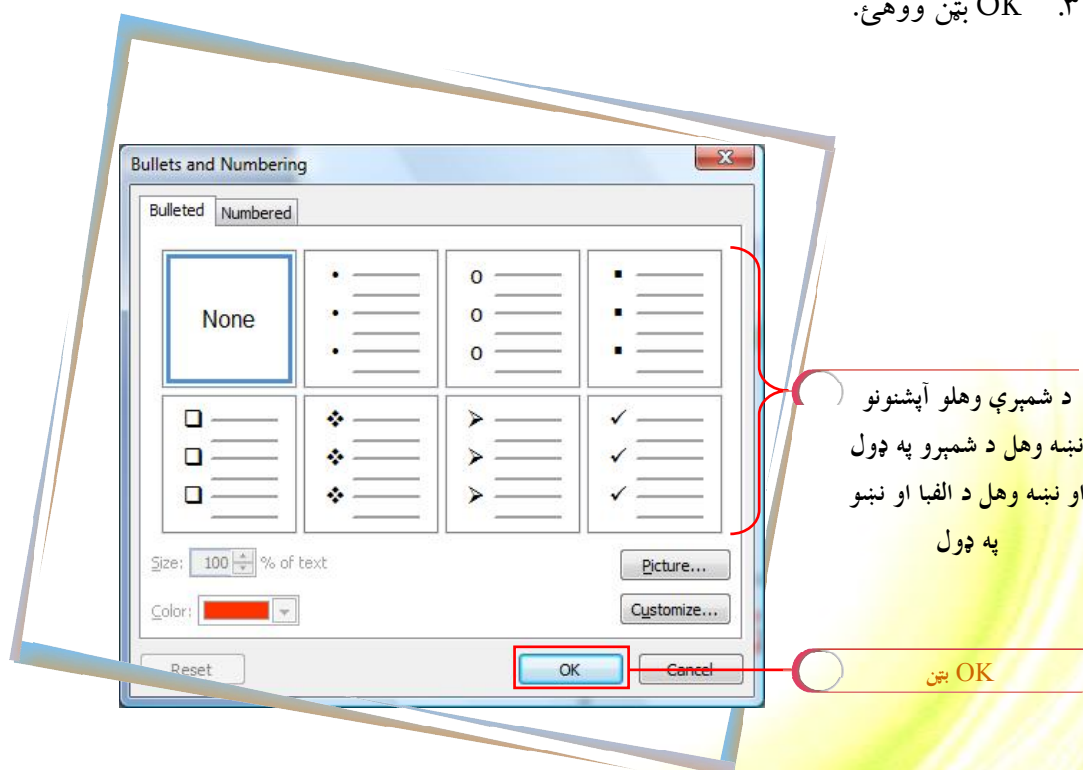 ۳. OK بټن ووهئ.
Bullets and Numbering
Bulleted Numbered
None
Size: 100 % of text
Picture...
Color:
Customize...
Reset OK Cancel
د شمېرې وهلو آپشنونو
نښه وهل د شمېرو په ډول
او نښه وهل د الفبا او نښو
په ډول
OK بټن